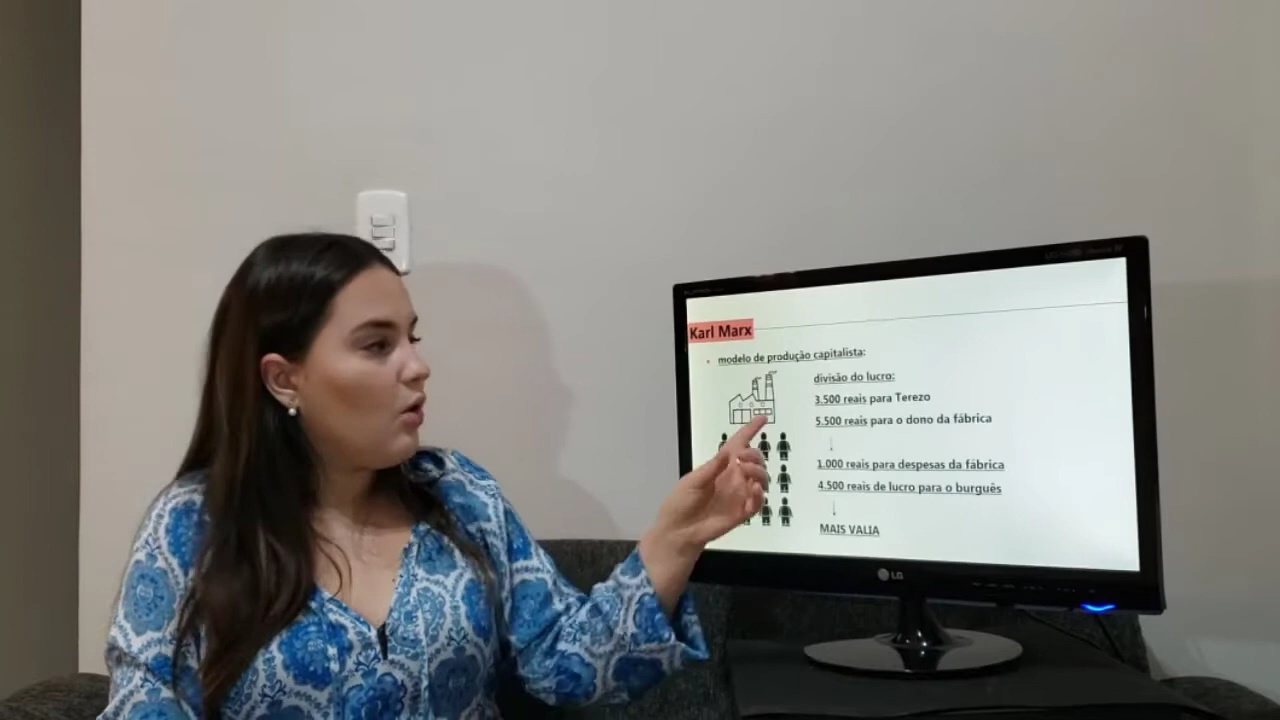 Karl Marx
modelo de produção capitalista:
divisão do lucro:
3.500 reais para Terezo
5.500 reais para o dono da fábrica
1.000 reais para despesas da fábrica
4.500 reais de lucro para o burguês
MAIS VALIA
LG